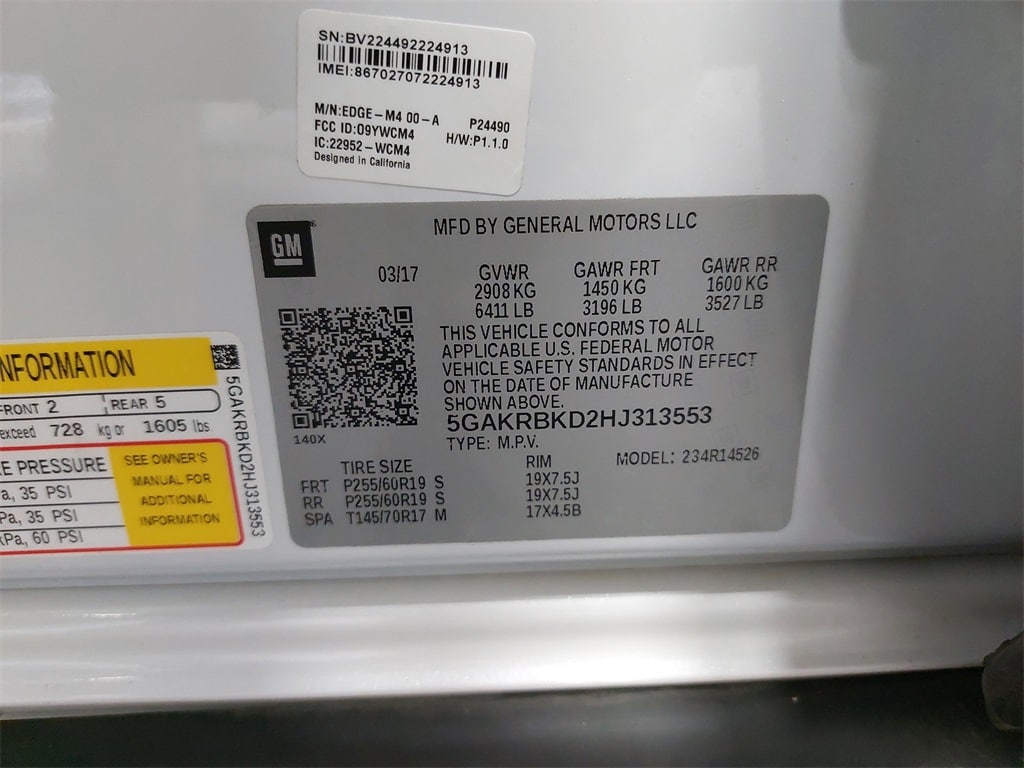 SN:BV224492224913
IMEI:867027072224913
M/N:EDGE-M4 00-A P24490
FCC ID:O9YWCM4 H/W:P1.1.0
IC:22952-WCM4
Designed in California
GM
MFD BY GENERAL MOTORS LLC
03/17 GVWR GAWR FRT GAWR RR
2908 KG 1450 KG 1600 KG
6411 LB 3196 LB 3527 LB
THIS VEHICLE CONFORMS TO ALL
APPLICABLE U.S. FEDERAL MOTOR
VEHICLE SAFETY STANDARDS IN EFFECT
ON THE DATE OF MANUFACTURE
SHOWN ABOVE.
5GAKRBKD2HJ313553
140X
TYPE: M.P.V. MODEL: 234R14526
TIRE SIZE RIM
FRT P255/60R19 S 19X7.5J
RR P255/60R19 S 19X7.5J
SPA T145/70R17 M 17X4.5B
NFORMATION
FRONT 2 REAR 5
exceed 728 kg or 1605 lbs.
E PRESSURE
a, 35 PSI
Pa, 35 PSI
kPa, 60 PSI
SEE OWNER'S
MANUAL FOR
ADDITIONAL
INFORMATION
5GAKRBKD2HJ313553